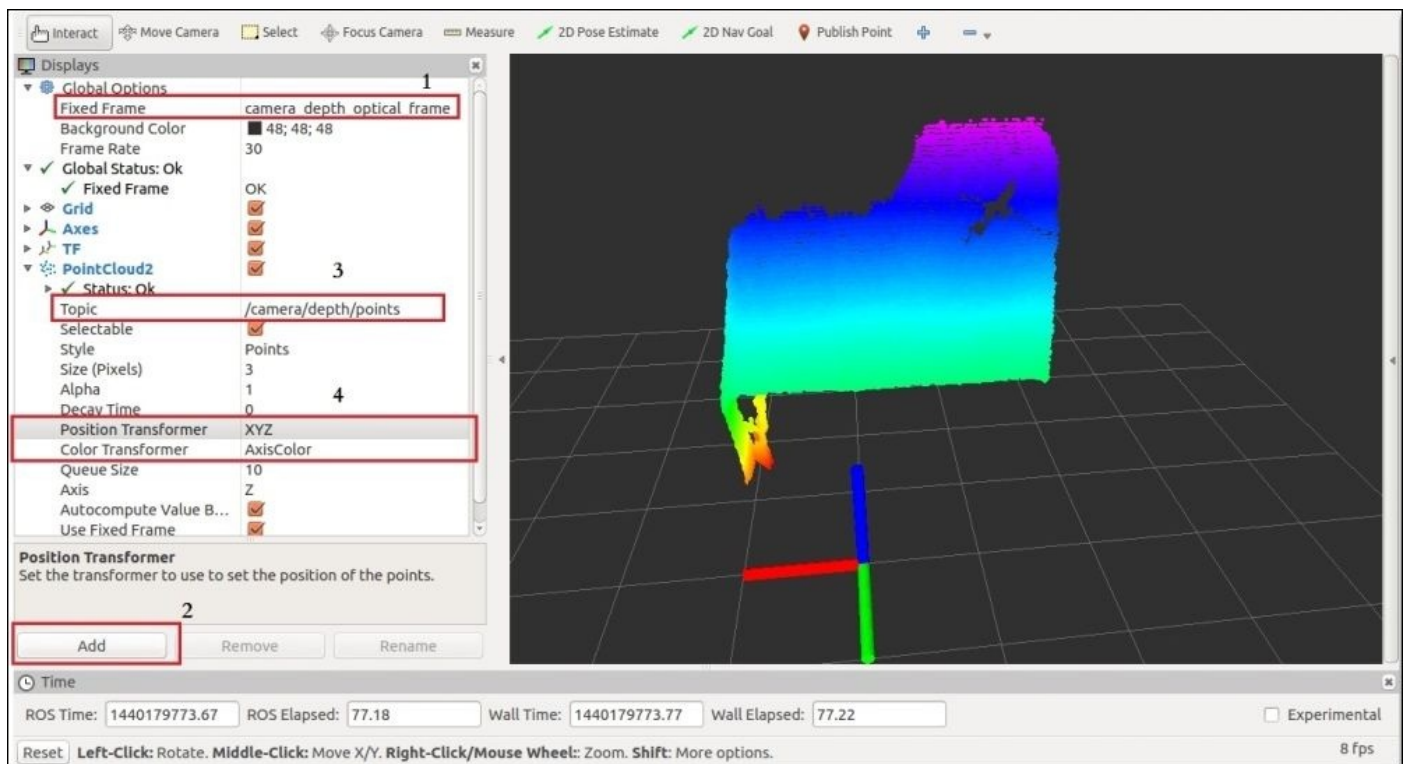 Interact Move Camera Select Focus Camera Measure 2D Pose Estimate 2D Nav Goal Publish Point
Displays
1
Global Options
Fixed Frame camera_depth_optical_frame
Background Color 48; 48; 48
Frame Rate 30
Global Status: Ok
Fixed Frame OK
Grid
Axes
TF
PointCloud2
3
Status: Ok
Topic /camera/depth/points
Selectable
Style Points
Size (Pixels) 3
Alpha 1
4
Decay Time 0
Position Transformer XYZ
Color Transformer AxisColor
Queue Size 10
Axis Z
Autocompute Value B...
Use Fixed Frame
Position Transformer
Set the transformer to use to set the position of the points.
2
Add Remove Rename
Time
ROS Time: 1440179773.67 ROS Elapsed: 77.18 Wall Time: 1440179773.77 Wall Elapsed: 77.22 Experimental
Reset Left-Click: Rotate. Middle-Click: Move X/Y. Right-Click/Mouse Wheel:: Zoom. Shift: More options. 8 fps